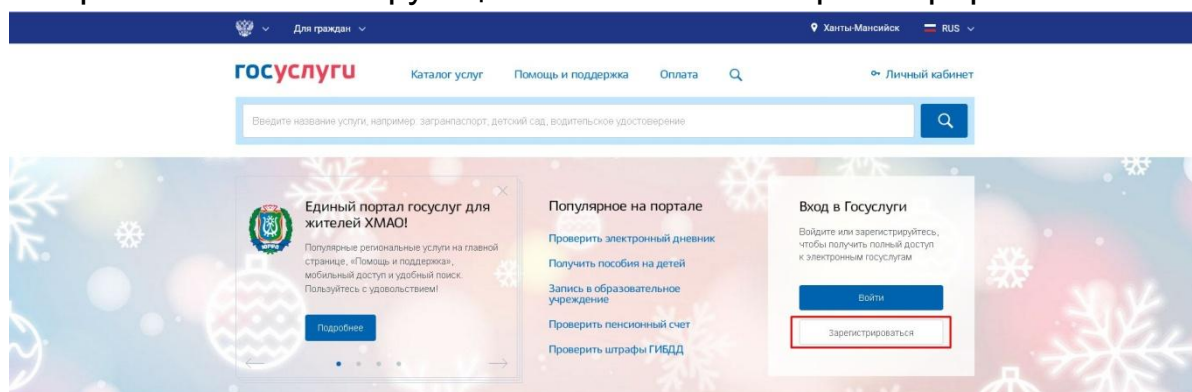 Для граждан
Ханты-Мансийск
RUS
госуслуги
Каталог услуг
Помощь и поддержка
Оплата
Личный кабинет
Введите название услуги, например: загранпаспорт, детский сад, водительское удостоверение
Единый портал госуслуг для
жителей ХМАО!
Популярные региональные услуги на главной
странице, «Помощь и поддержка»,
мобильный доступ и удобный поиск.
Пользуйтесь с удовольствием!
Подробнее
Популярное на портале
Проверить электронный дневник
Получить пособия на детей
Запись в образовательное
учреждение
Проверить пенсионный счет
Проверить штрафы ГИБДД
Вход в Госуслуги
Войдите или зарегистрируйтесь,
чтобы получить полный доступ
к электронным госуслугам
Войти
Зарегистрироваться